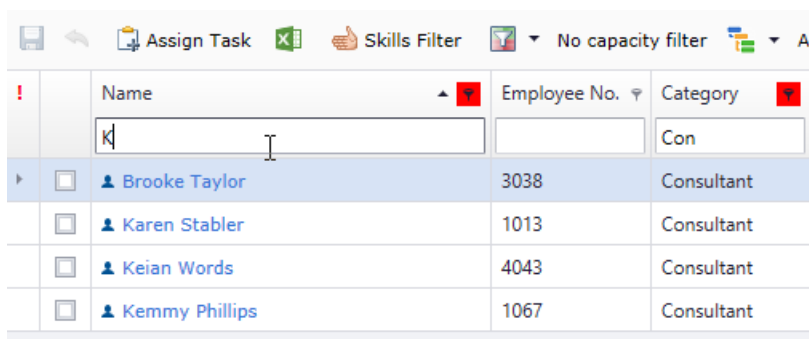 Assign Task Skills Filter No capacity filter A
! Name Employee No. Category
K Con
Brooke Taylor 3038 Consultant
Karen Stabler 1013 Consultant
Keian Words 4043 Consultant
Kemmy Phillips 1067 Consultant